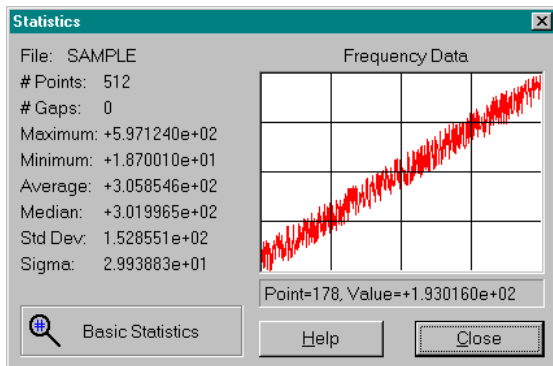 Statistics
File: SAMPLE
# Points: 512
# Gaps: 0
Maximum: +5.971240e+02
Minimum: +1.870010e+01
Average: +3.058546e+02
Median: +3.019965e+02
Std Dev: 1.528551e+02
Sigma: 2.993883e+01
Basic Statistics
Frequency Data
Point=178, Value=+1.930160e+02
Help
Close